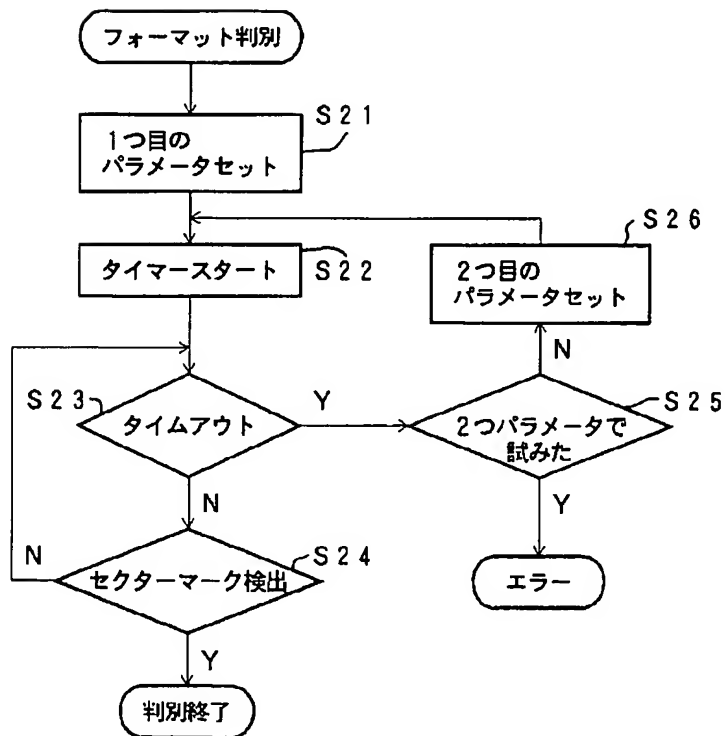 フォーマット判別
S21
1つ目の
パラメータセット
S26
タイマースタート
S22
2つ目の
パラメータセット
N
S23
タイムアウト
Y
S25
2つパラメータで
試みた
N
Y
N
S24
セクターマーク検出
エラー
Y
判別終了